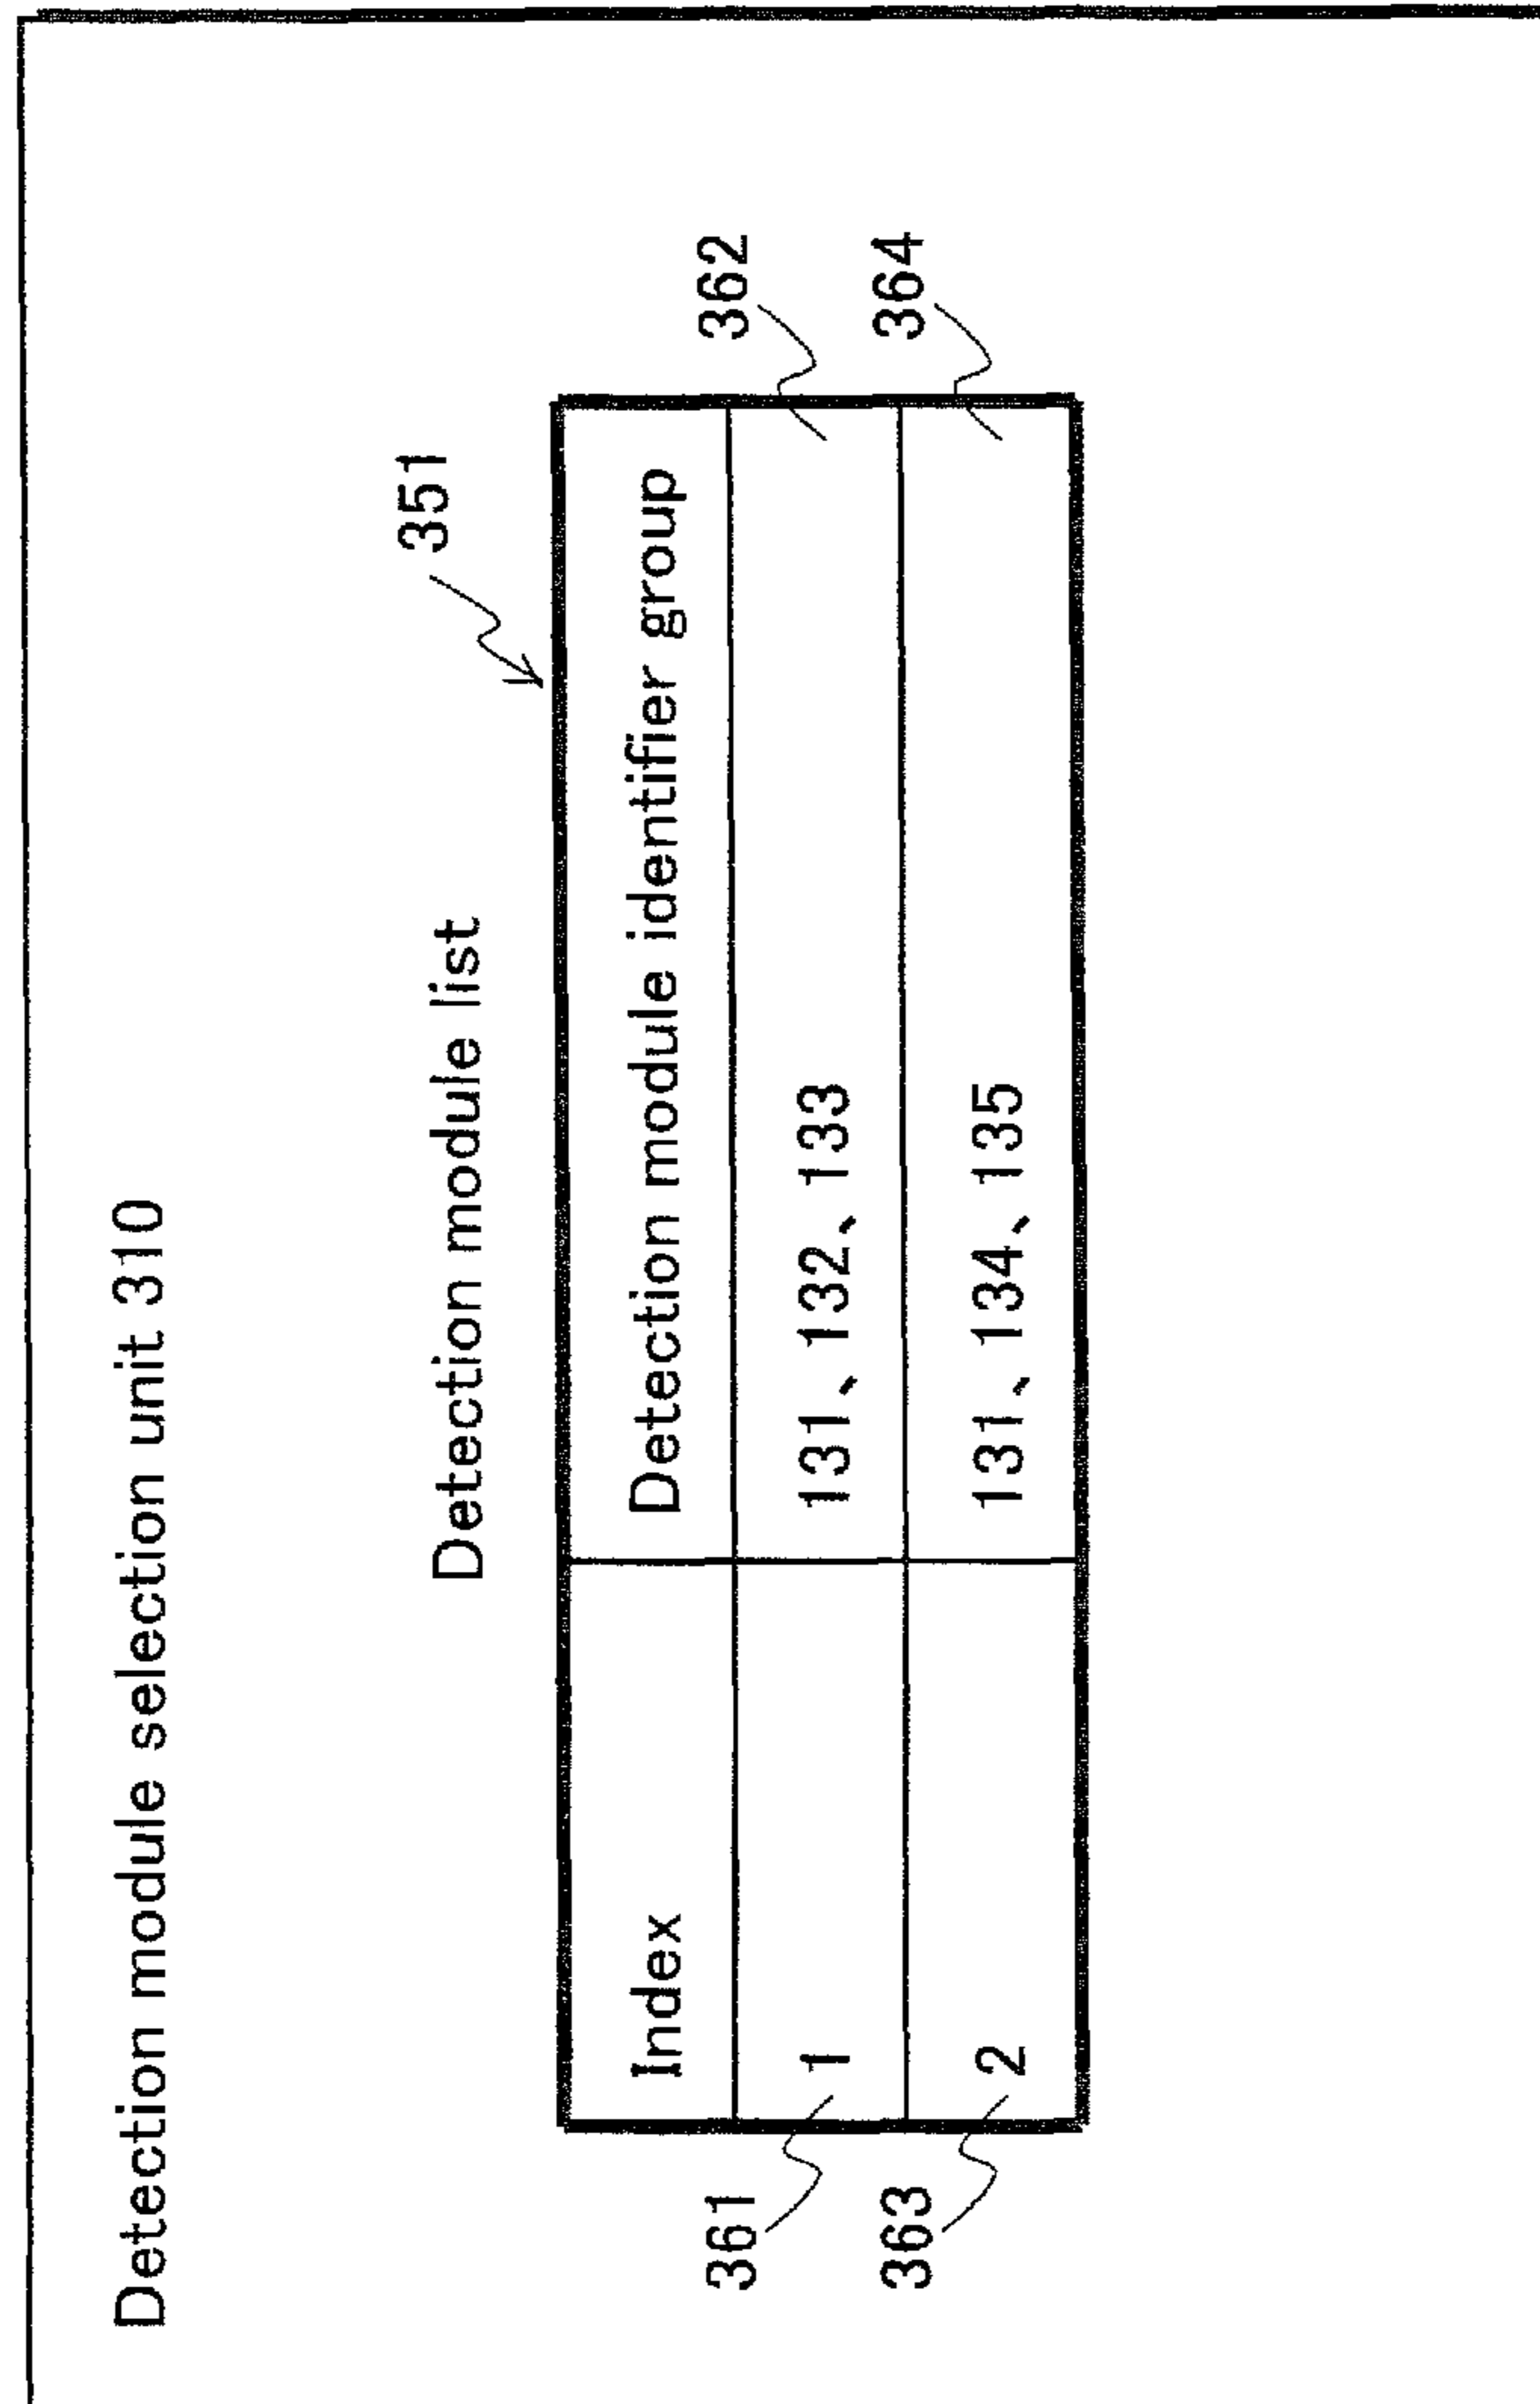 Detection module selection unit 310
Detection module list
351
Index
Detection module identifier group
361
1
131、132、133
362
363
2
131、134、135
364